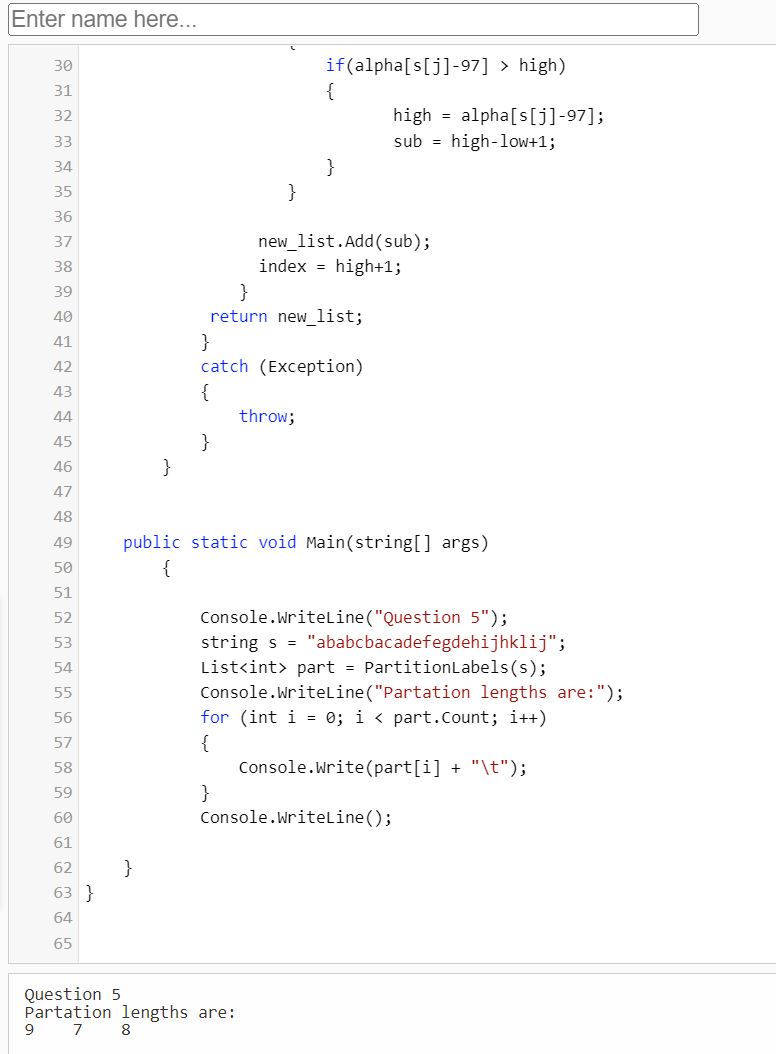 Enter name here...
{
30 if(alpha[s[j]-97] > high)
31 {
32 high = alpha[s[j]-97];
33 sub = high-low+1;
34 }
35 }
36
37 new_list.Add(sub);
38 index = high+1;
39 }
40 return new_list;
41 }
42 catch (Exception)
43 {
44 throw;
45 }
46 }
47
48
49 public static void Main(string[] args)
50 {
51
52 Console.WriteLine("Question 5");
53 string s = "ababcbacadefegdehijhklij";
54 List<int> part = PartitionLabels(s);
55 Console.WriteLine("Partation lengths are:");
56 for (int i = 0; i < part.Count; i++)
57 {
58 Console.Write(part[i] + "\t");
59 }
60 Console.WriteLine();
61
62 }
63 }
64
65
Question 5
Partation lengths are:
9 7 8